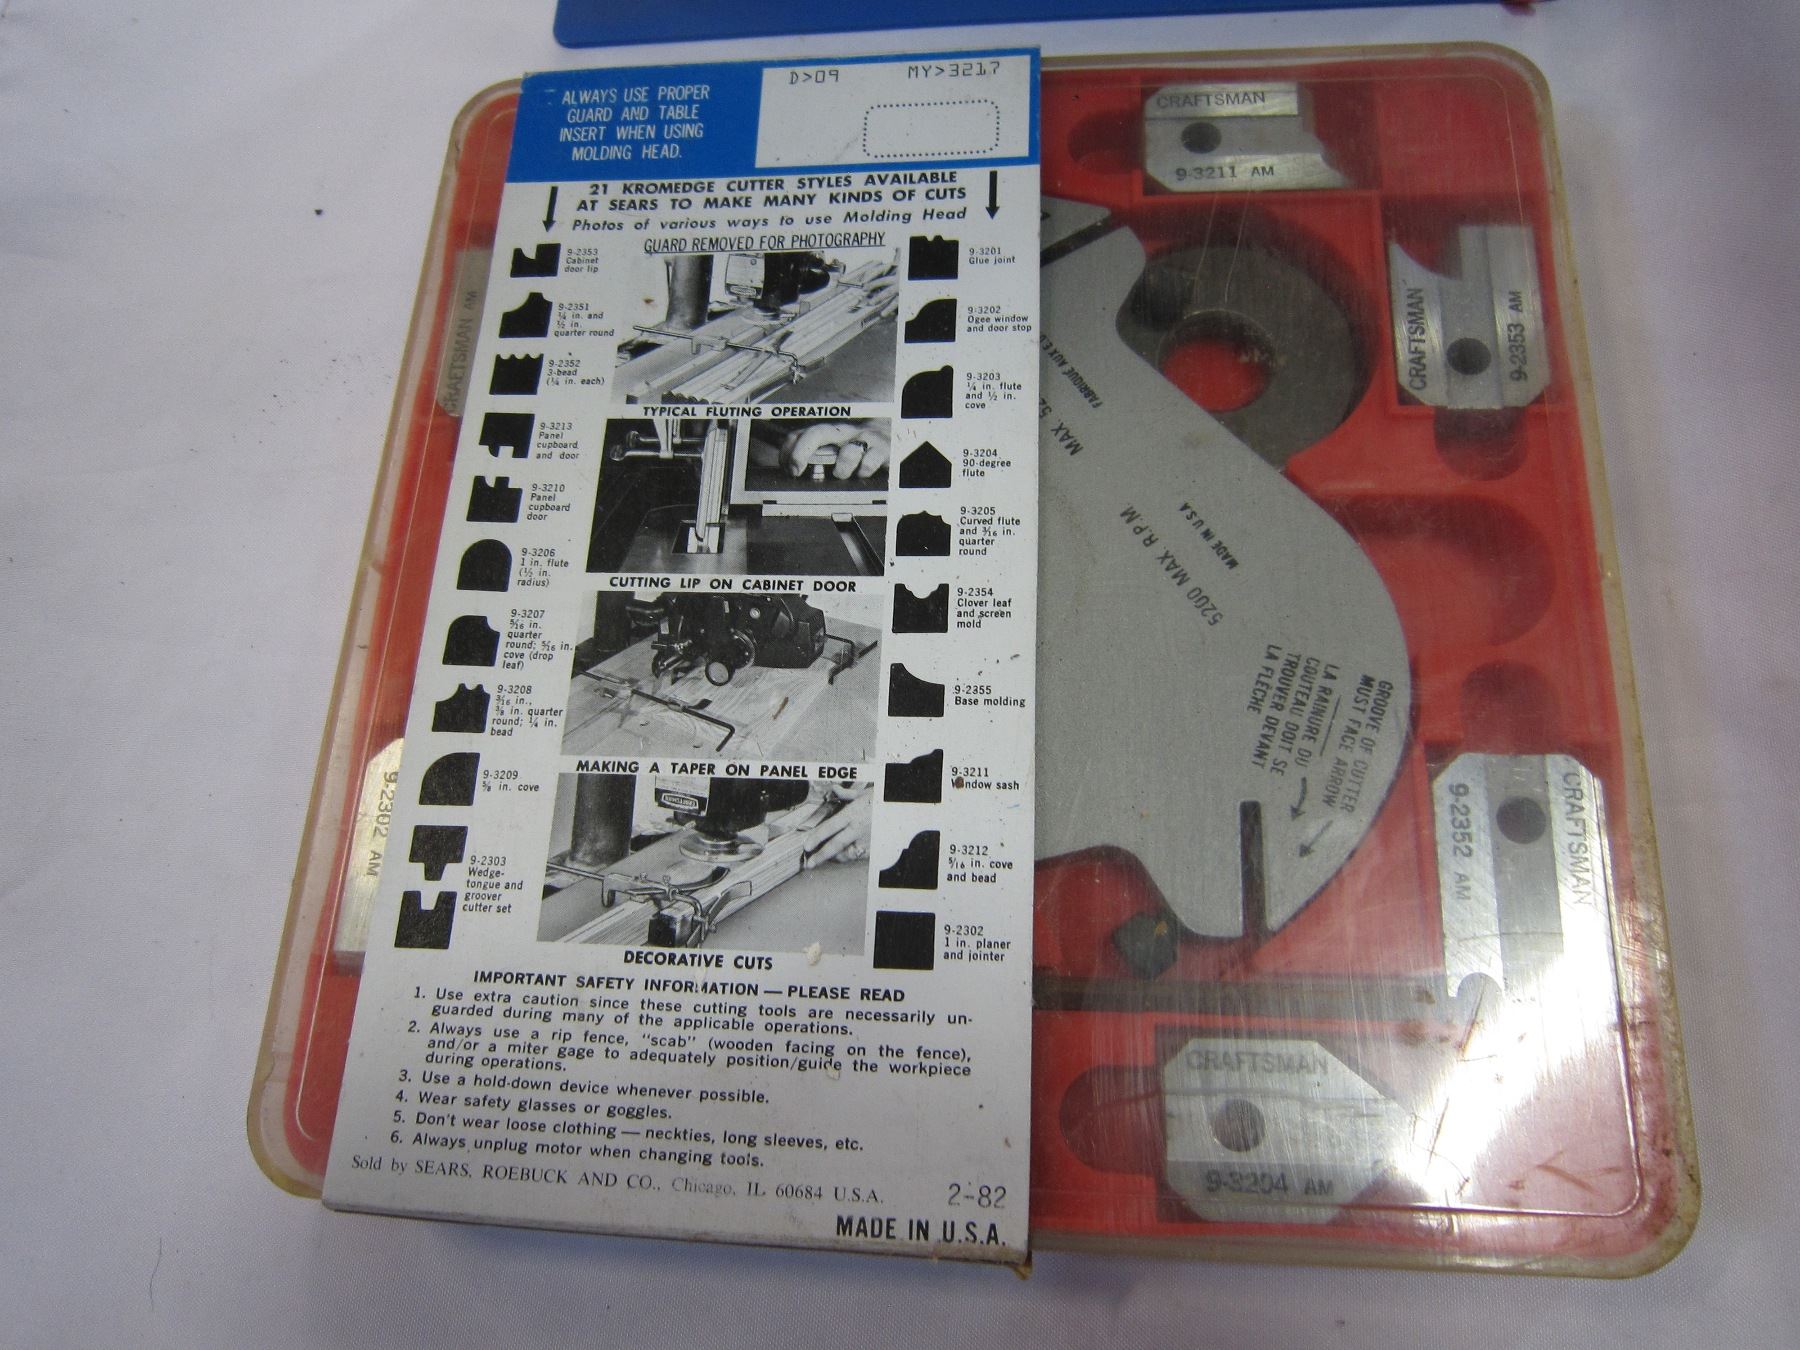 ALWAYS USE PROPER
GUARD AND TABLE
INSERT WHEN USING
MOLDING HEAD.
D>09 MY>3217
21 KROMEDGE CUTTER STYLES AVAILABLE
AT SEARS TO MAKE MANY KINDS OF CUTS
Photos of various ways to use Molding Head
GUARD REMOVED FOR PHOTOGRAPHY
9-2353
Cabinet
door lip
9-2351
¼ in. and
½ in.
quarter round
9-2352
3-bead
(¼ in. each)
9-3213
Panel
cupboard
and door
9-3210
Panel
cupboard
door
9-3206
1 in. flute
(½ in.
radius)
9-3207
5/16 in.
quarter
round; 5/16 in.
cove (drop
leaf)
9-3208
3/16 in.,
⅜ in. quarter
round; ¼ in.
bead
9-3209
⅝ in. cove
9-2303
Wedge-
tongue and
groover
cutter set
TYPICAL FLUTING OPERATION
CUTTING LIP ON CABINET DOOR
MAKING A TAPER ON PANEL EDGE
DECORATIVE CUTS
9-3201
Glue joint
9-3202
Ogee window
and door stop
9-3203
¼ in. flute
and ½ in.
cove
9-3204
90-degree
flute
9-3205
Curved flute
and 3/16 in.
quarter
round
9-2354
Clover leaf
and screen
mold
9-2355
Base molding
9-3211
Window sash
9-3212
5/16 in. cove
and bead
9-2302
1 in. planer
and jointer
IMPORTANT SAFETY INFORMATION — PLEASE READ
1. Use extra caution since these cutting tools are necessarily un-
guarded during many of the applicable operations.
2. Always use a rip fence, "scab" (wooden facing on the fence),
and/or a miter gage to adequately position/guide the workpiece
during operations.
3. Use a hold-down device whenever possible.
4. Wear safety glasses or goggles.
5. Don't wear loose clothing — neckties, long sleeves, etc.
6. Always unplug motor when changing tools.
Sold by SEARS, ROEBUCK AND CO., Chicago, IL 60684 U.S.A.
2-82
MADE IN U.S.A.
CRAFTSMAN AM
9-2302 AM
CRAFTSMAN
9-3211 AM
CRAFTSMAN
9-2353 AM
FABRIQUE AUX E
MAX. 52
5200 MAX. R.P.M.
MADE IN USA
GROOVE OF CUTTER
MUST FACE ARROW
LA RAINURE DU
COUTEAU DOIT SE
TROUVER DEVANT
LA FLECHE
9-2352 AM
CRAFTSMAN
CRAFTSMAN
9-3204 AM